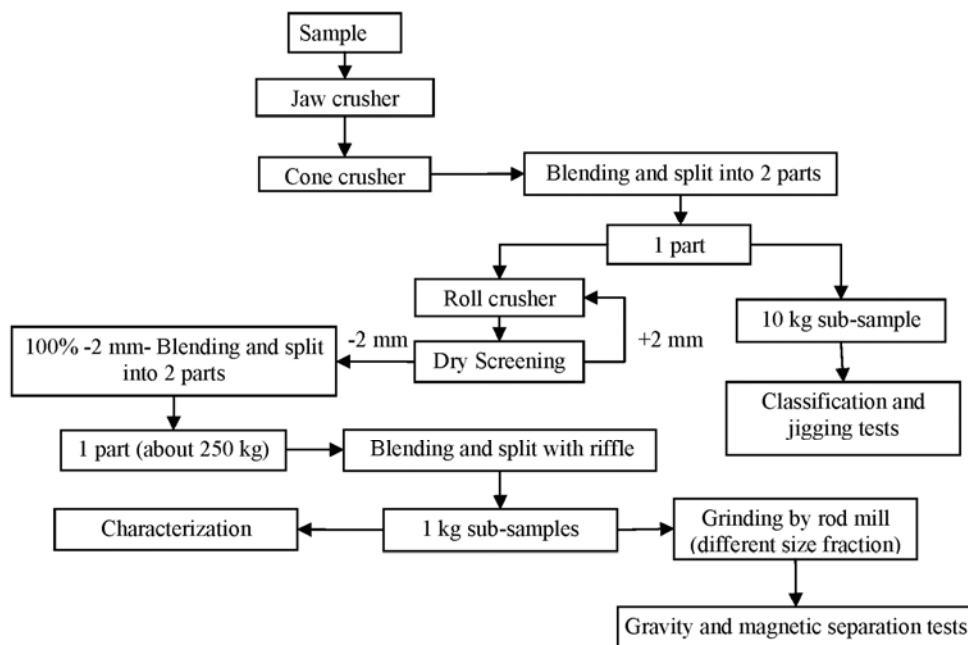 Sample
Jaw crusher
Cone crusher
Blending and split into 2 parts
1 part
Roll crusher
10 kg sub-sample
-2 mm
+2 mm
100% -2 mm- Blending and split
into 2 parts
Dry Screening
Classification and
jigging tests
1 part (about 250 kg)
Blending and split with riffle
Characterization
1 kg sub-samples
Grinding by rod mill
(different size fraction)
Gravity and magnetic separation tests